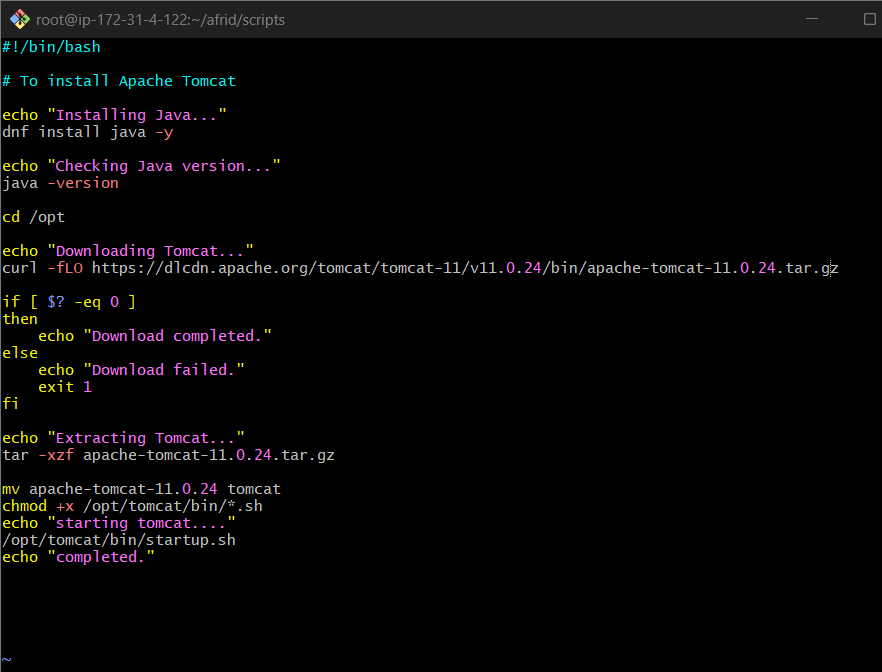 root@ip-172-31-4-122:~/afrid/scripts
#!/bin/bash
# To install Apache Tomcat
echo "Installing Java..."
dnf install java -y
echo "Checking Java version..."
java -version
cd /opt
echo "Downloading Tomcat..."
curl -fLO https://dlcdn.apache.org/tomcat/tomcat-11/v11.0.24/bin/apache-tomcat-11.0.24.tar.gz
if [ $? -eq 0 ]
then
    echo "Download completed."
else
    echo "Download failed."
    exit 1
fi
echo "Extracting Tomcat..."
tar -xzf apache-tomcat-11.0.24.tar.gz
mv apache-tomcat-11.0.24 tomcat
chmod +x /opt/tomcat/bin/*.sh
echo "starting tomcat...."
/opt/tomcat/bin/startup.sh
echo "completed."
~